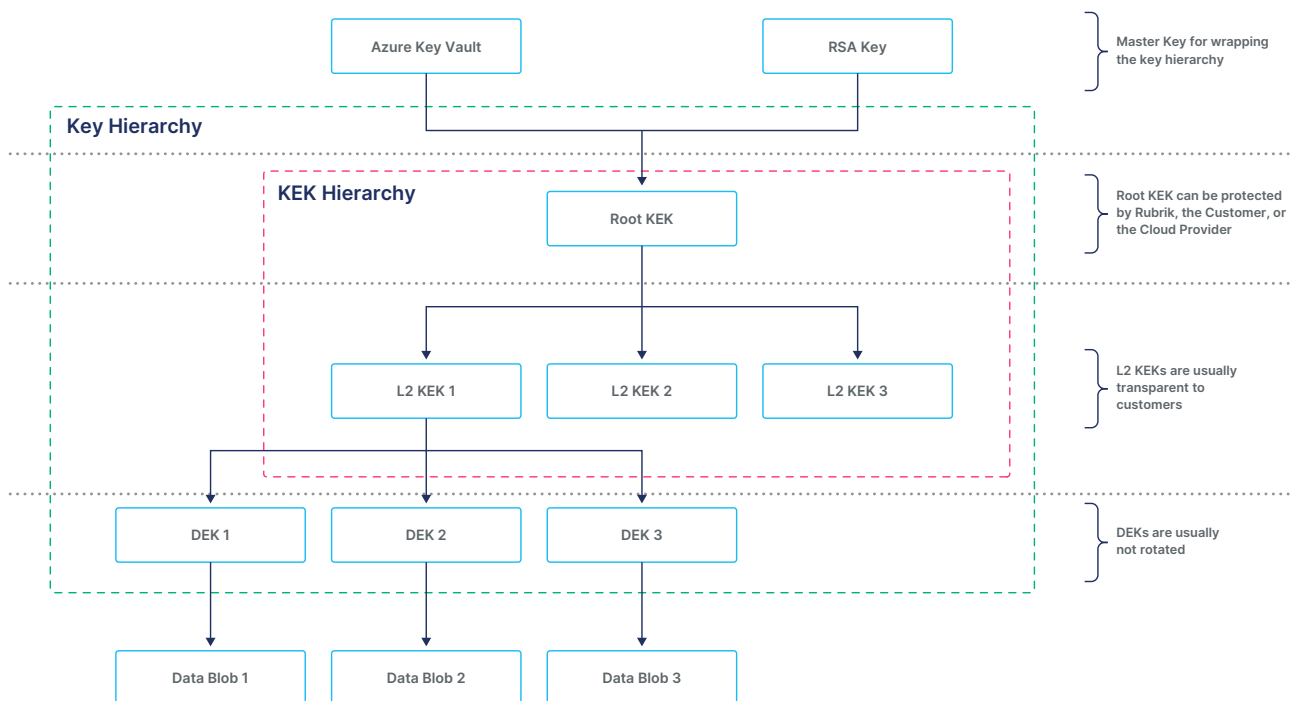 Azure Key Vault
RSA Key
Master Key for wrapping
the key hierarchy
Key Hierarchy
KEK Hierarchy
Root KEK
Root KEK can be protected
by Rubrik, the Customer, or
the Cloud Provider
L2 KEK 1
L2 KEK 2
L2 KEK 3
L2 KEKs are usually
transparent to
customers
DEK 1
DEK 2
DEK 3
DEKs are usually
not rotated
Data Blob 1
Data Blob 2
Data Blob 3